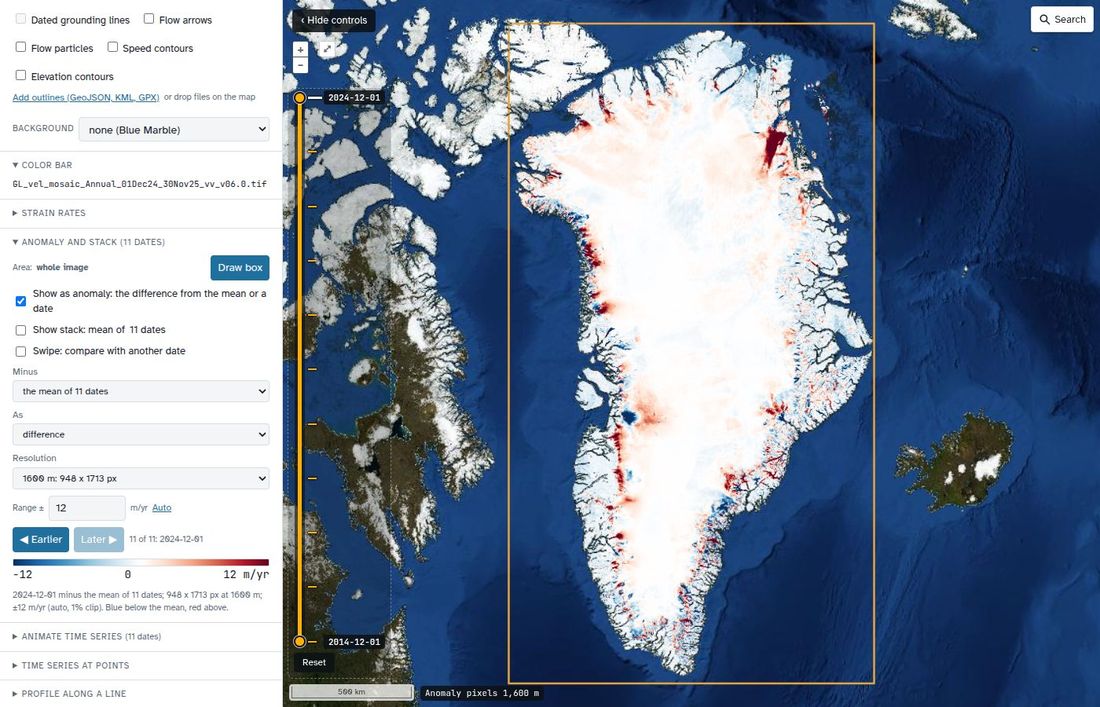 Dated grounding lines
Flow arrows
Flow particles
Speed contours
Elevation contours
Add outlines (GeoJSON, KML, GPX) or drop files on the map
BACKGROUND none (Blue Marble)
▾ COLOR BAR
GL_vel_mosaic_Annual_01Dec24_30Nov25_vv_v06.0.tif
▸ STRAIN RATES
▾ ANOMALY AND STACK (11 DATES)
Area: whole image
Draw box
Show as anomaly: the difference from the mean or a
date
Show stack: mean of 11 dates
Swipe: compare with another date
Minus
the mean of 11 dates
As
difference
Resolution
1600 m: 948 x 1713 px
Range ± 12 m/yr Auto
◀ Earlier
Later ▶
11 of 11: 2024-12-01
-12 0 12 m/yr
2024-12-01 minus the mean of 11 dates; 948 x 1713 px at 1600 m;
±12 m/yr (auto, 1% clip). Blue below the mean, red above.
▸ ANIMATE TIME SERIES (11 dates)
▸ TIME SERIES AT POINTS
▸ PROFILE ALONG A LINE
‹ Hide controls
+
−
2024-12-01
2014-12-01
Reset
500 km
Anomaly pixels 1,600 m
Search